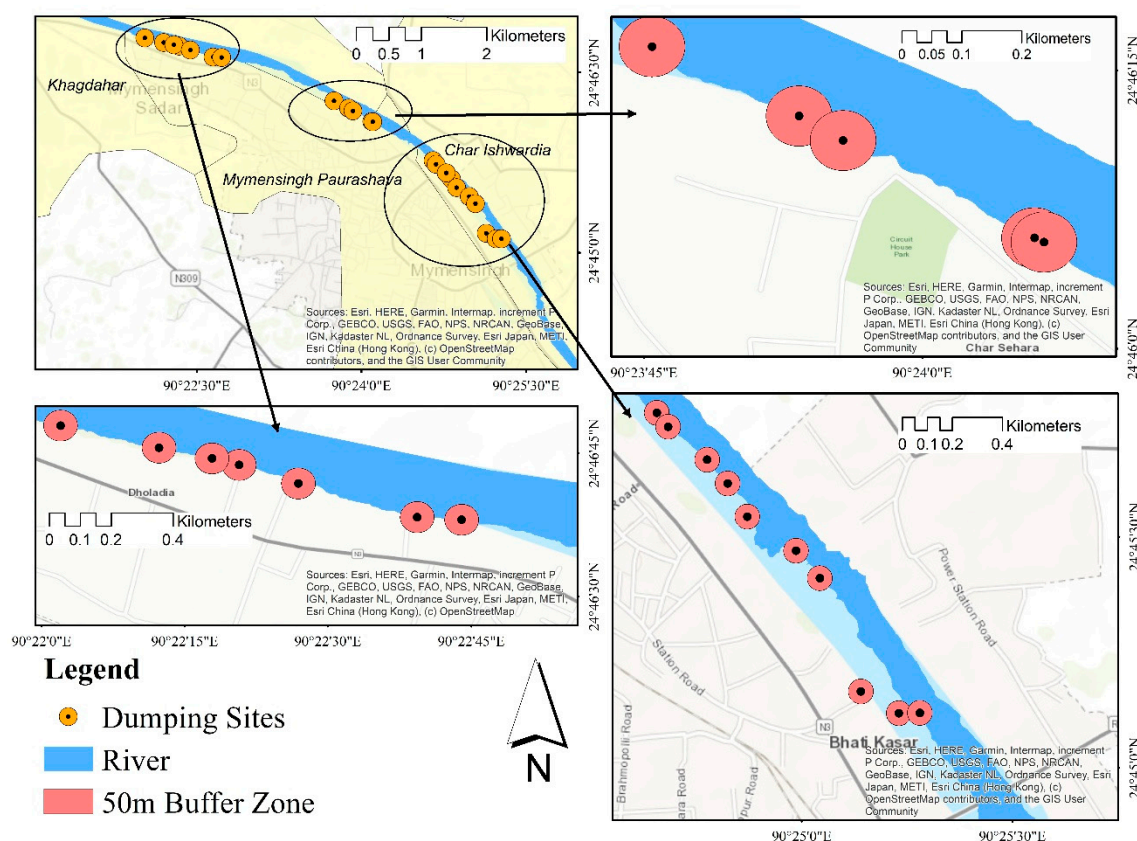 Kilometers
0 0.5 1 2
Khagdahar
Mymensingh
Sadar
N3
Char Ishwardia
Mymensingh Paurashava
Mymensingh
N309
Sources: Esri, HERE, Garmin, Intermap, increment
P Corp., GEBCO, USGS, FAO, NPS, NRCAN, GeoBase,
IGN, Kadaster NL, Ordnance Survey, Esri Japan, METI,
Esri China (Hong Kong), (c) OpenStreetMap
contributors, and the GIS User Community
24°46'30"N
24°45'0"N
90°22'30"E 90°24'0"E 90°25'30"E
Kilometers
0 0.05 0.1 0.2
Circuit
House
Park
Sources: Esri, HERE, Garmin, Intermap, increment
P Corp., GEBCO, USGS, FAO, NPS, NRCAN,
GeoBase, IGN, Kadaster NL, Ordnance Survey, Esri
Japan, METI, Esri China (Hong Kong), (c)
OpenStreetMap contributors, and the GIS User
Community
Char Sehara
24°46'15"N
24°46'0"N
90°23'45"E 90°24'0"E
Dholadia
Kilometers
0 0.1 0.2 0.4
N3
Sources: Esri, HERE, Garmin, Intermap, increment P
Corp., GEBCO, USGS, FAO, NPS, NRCAN, GeoBase,
IGN, Kadaster NL, Ordnance Survey, Esri Japan, METI,
Esri China (Hong Kong), (c) OpenStreetMap
24°46'45"N
24°46'30"N
90°22'0"E 90°22'15"E 90°22'30"E 90°22'45"E
Kilometers
0 0.1 0.2 0.4
Road
Power Station Road
Station Road
N3
Bhati Kasar
R
Brahmopolli Road
ara Road
pur Road
Sources: Esri, HERE, Garmin, Intermap, increment
P Corp., GEBCO, USGS, FAO, NPS, NRCAN,
GeoBase, IGN, Kadaster NL, Ordnance Survey, Esri
Japan, METI, Esri China (Hong Kong), (c)
OpenStreetMap contributors, and the GIS User
Community
24°45'30"N
24°45'0"N
90°25'0"E 90°25'30"E
Legend
Dumping Sites
River
50m Buffer Zone
N